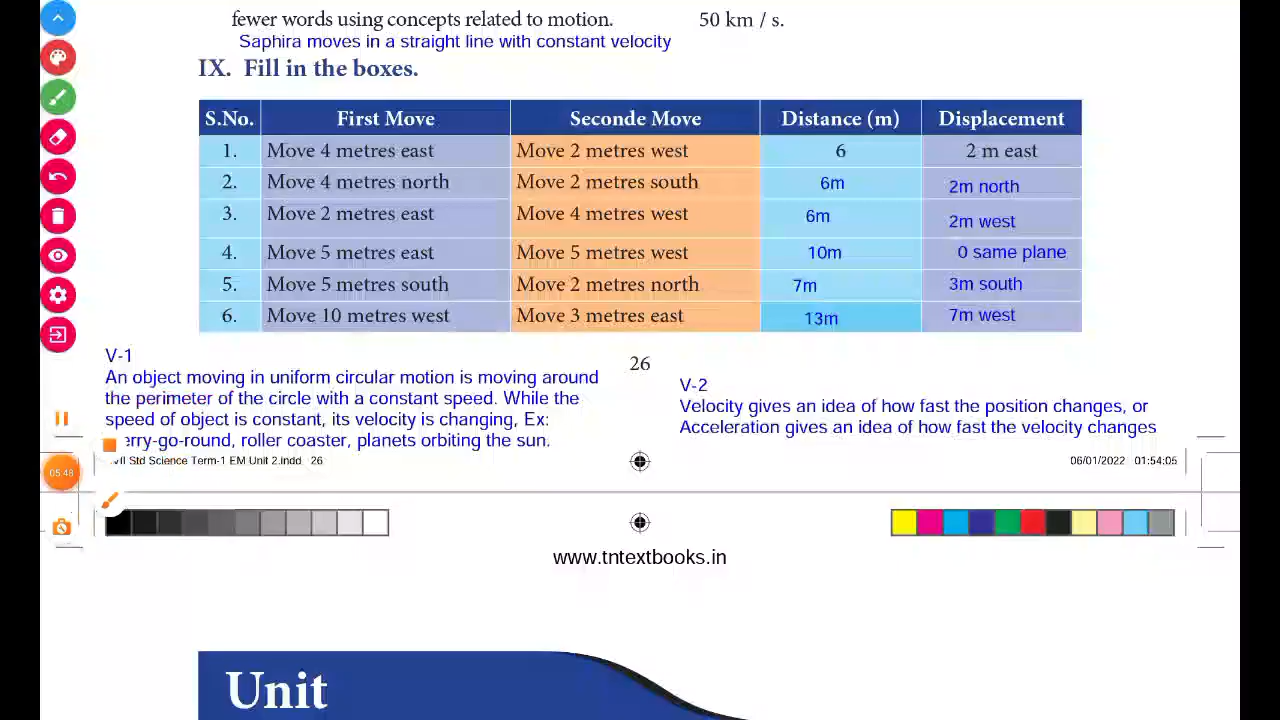 fewer words using concepts related to motion. 50 km / s.
Saphira moves in a straight line with constant velocity
IX. Fill in the boxes.
S.No. First Move Seconde Move Distance (m) Displacement
1. Move 4 metres east Move 2 metres west 6 2 m east
2. Move 4 metres north Move 2 metres south 6m 2m north
3. Move 2 metres east Move 4 metres west 6m 2m west
4. Move 5 metres east Move 5 metres west 10m 0 same plane
5. Move 5 metres south Move 2 metres north 7m 3m south
6. Move 10 metres west Move 3 metres east 13m 7m west
V-1
An object moving in uniform circular motion is moving around
the perimeter of the circle with a constant speed. While the
speed of object is constant, its velocity is changing, Ex:
erry-go-round, roller coaster, planets orbiting the sun.
26
V-2
Velocity gives an idea of how fast the position changes, or
Acceleration gives an idea of how fast the velocity changes
VII Std Science Term-1 EM Unit 2.indd 26 06/01/2022 01:54:05
05:48
www.tntextbooks.in
Unit